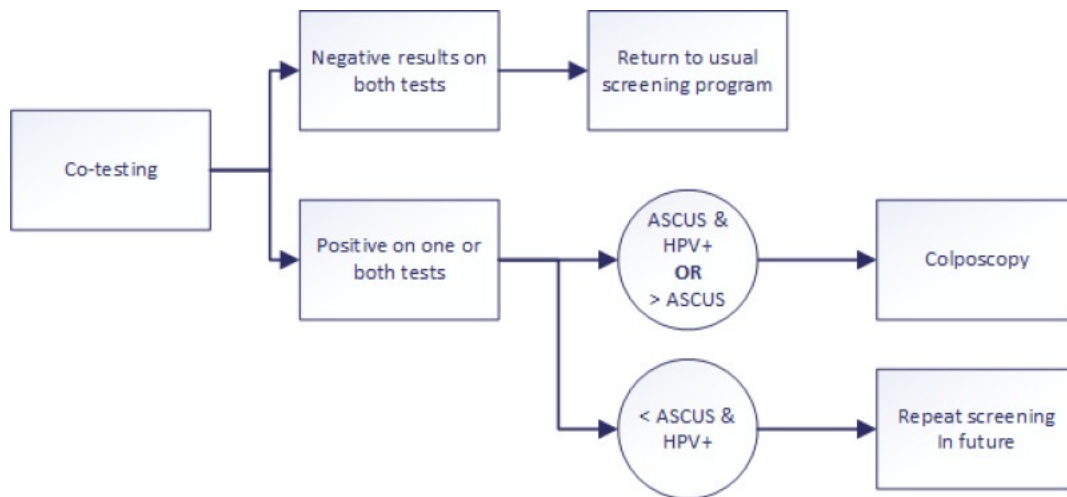 Negative results on
both tests
Return to usual
screening program
Co-testing
Positive on one or
both tests
ASCUS &
HPV+
OR
> ASCUS
Colposcopy
< ASCUS &
HPV+
Repeat screening
In future